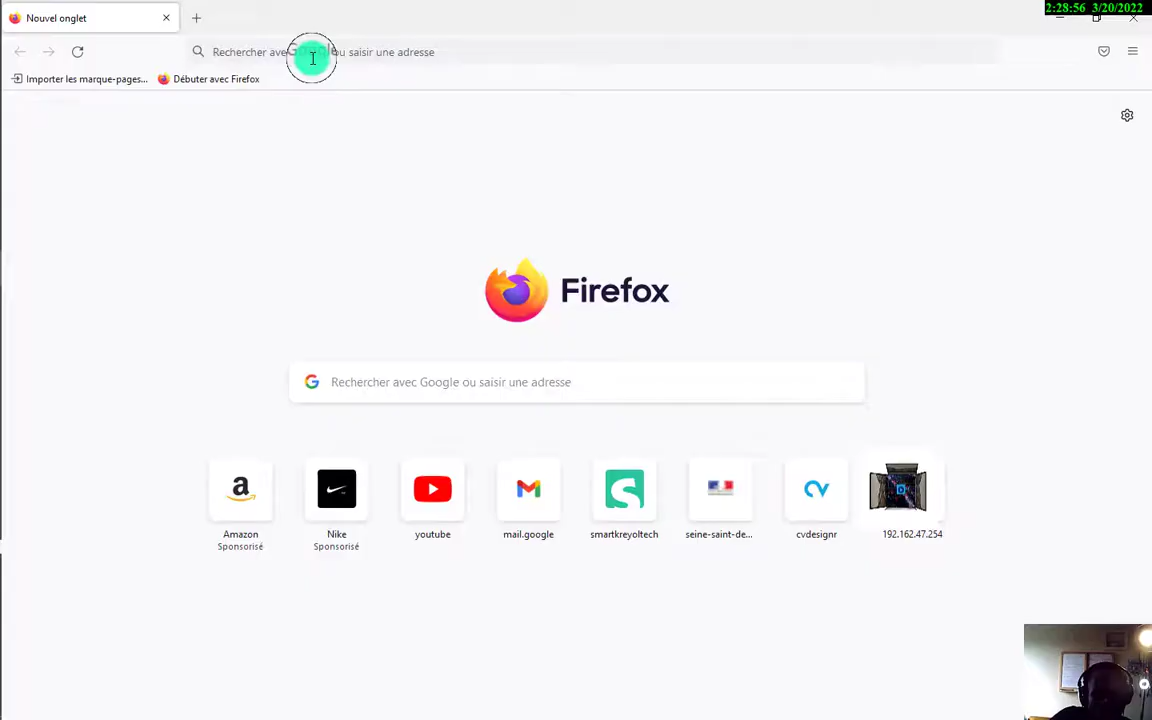 2:28:56 3/20/2022
Nouvel onglet
Rechercher avec Google ou saisir une adresse
Importer les marque-pages... Débuter avec Firefox
Firefox
Rechercher avec Google ou saisir une adresse
Amazon Nike youtube mail.google smartkreyoltech seine-saint-de... cvdesignr 192.162.47.254
Sponsorisé Sponsorisé